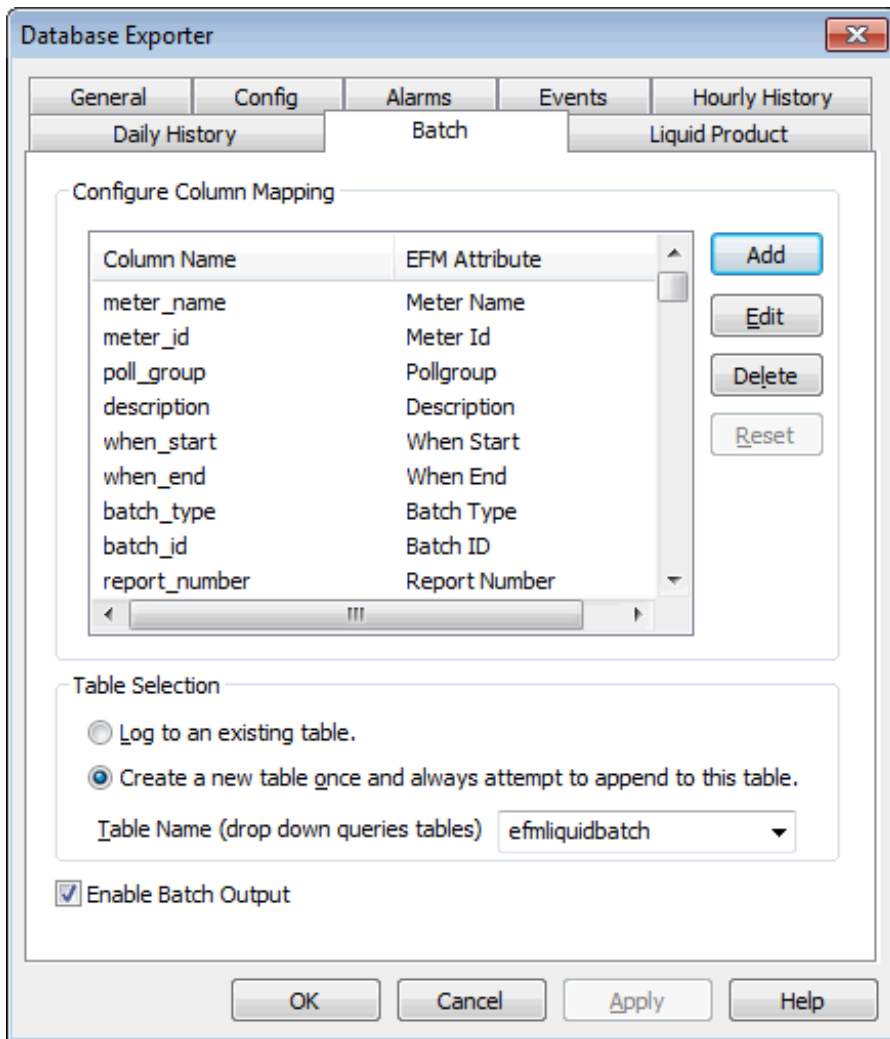 Database Exporter
General Config Alarms Events Hourly History
Daily History Batch Liquid Product
Configure Column Mapping
Column Name EFM Attribute
meter_name Meter Name
meter_id Meter Id
poll_group Pollgroup
description Description
when_start When Start
when_end When End
batch_type Batch Type
batch_id Batch ID
report_number Report Number
Add
Edit
Delete
Reset
Table Selection
Log to an existing table.
Create a new table once and always attempt to append to this table.
Table Name (drop down queries tables) efmliquidbatch
Enable Batch Output
OK Cancel Apply Help